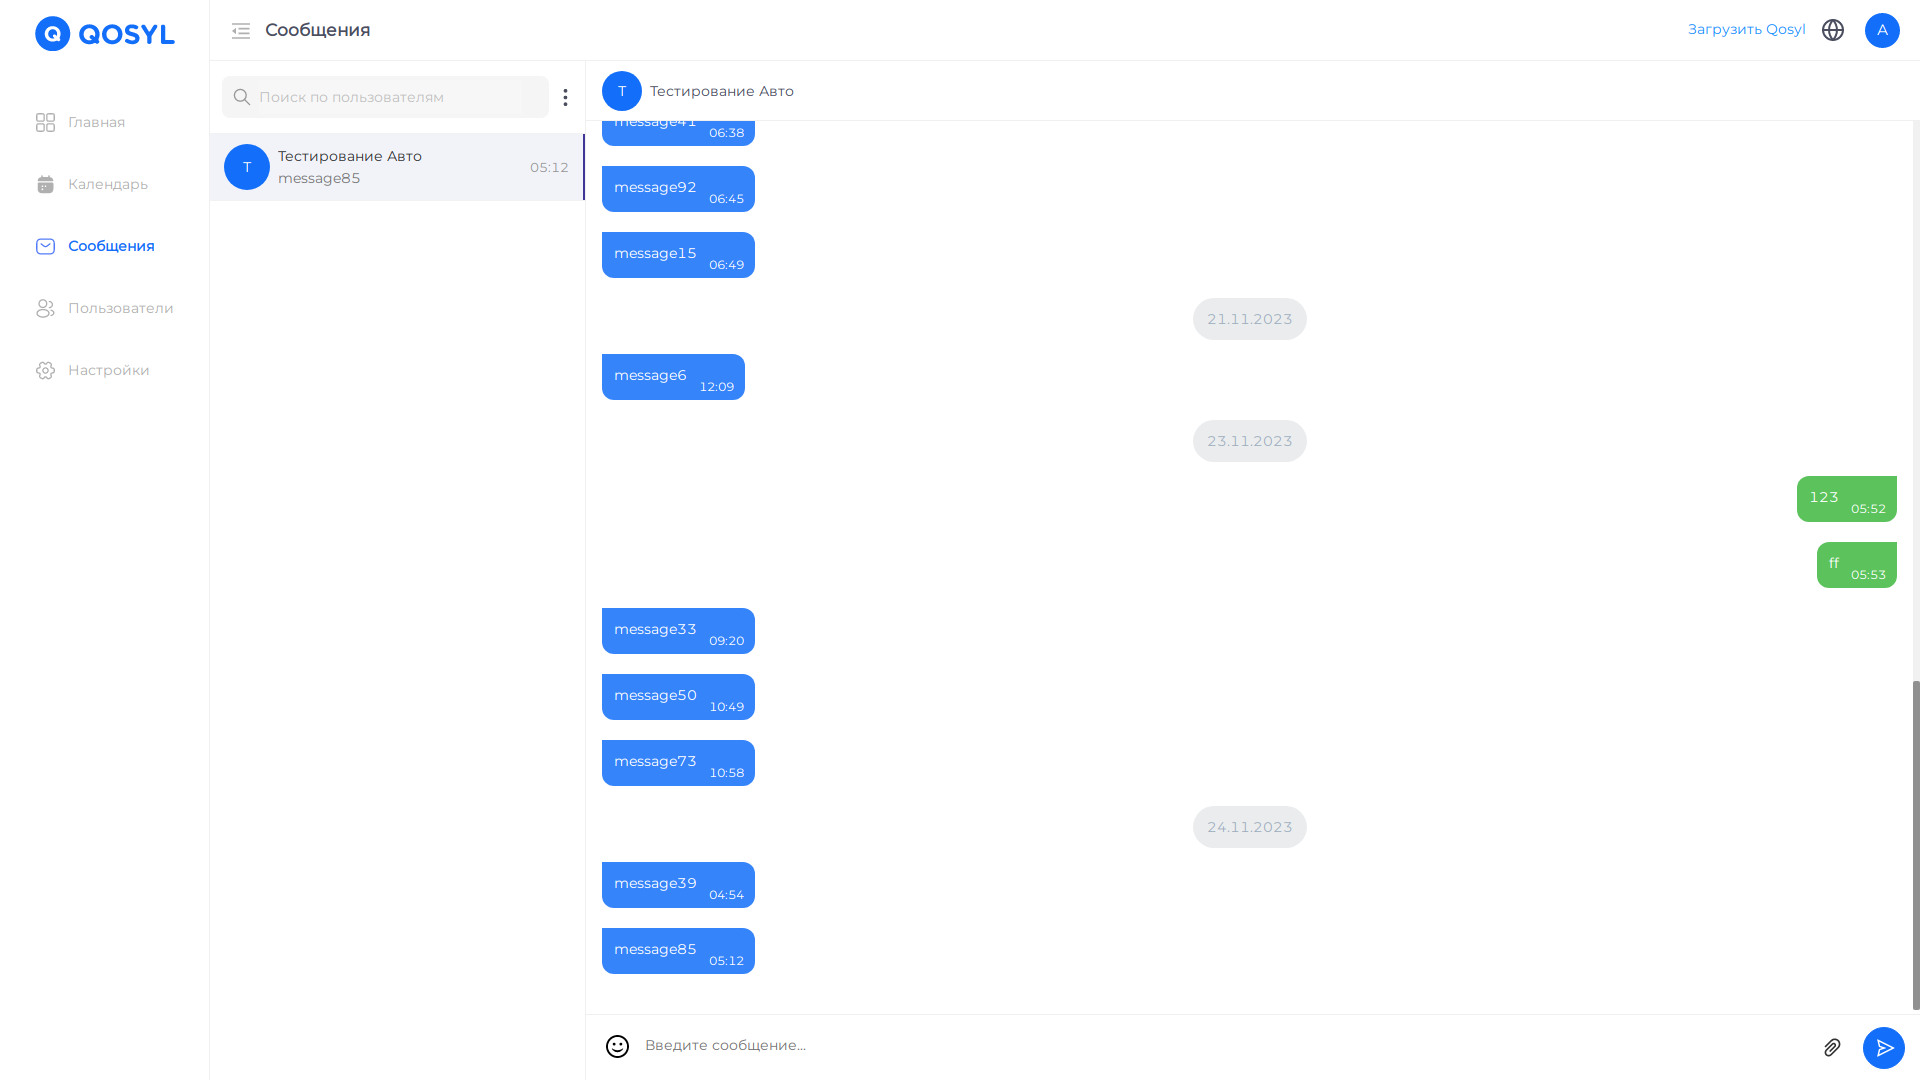 QOSYL
Главная
Календарь
Сообщения
Пользователи
Настройки
Сообщения
Загрузить Qosyl
A
Поиск по пользователям
Т
Тестирование Авто
message85
05:12
Т
Тестирование Авто
message41
06:38
message92
06:45
message15
06:49
21.11.2023
message6
12:09
23.11.2023
123
05:52
ff
05:53
message33
09:20
message50
10:49
message73
10:58
24.11.2023
message39
04:54
message85
05:12
Введите сообщение...